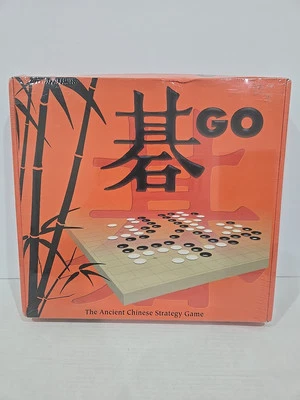 碁 GO
The Ancient Chinese Strategy Game